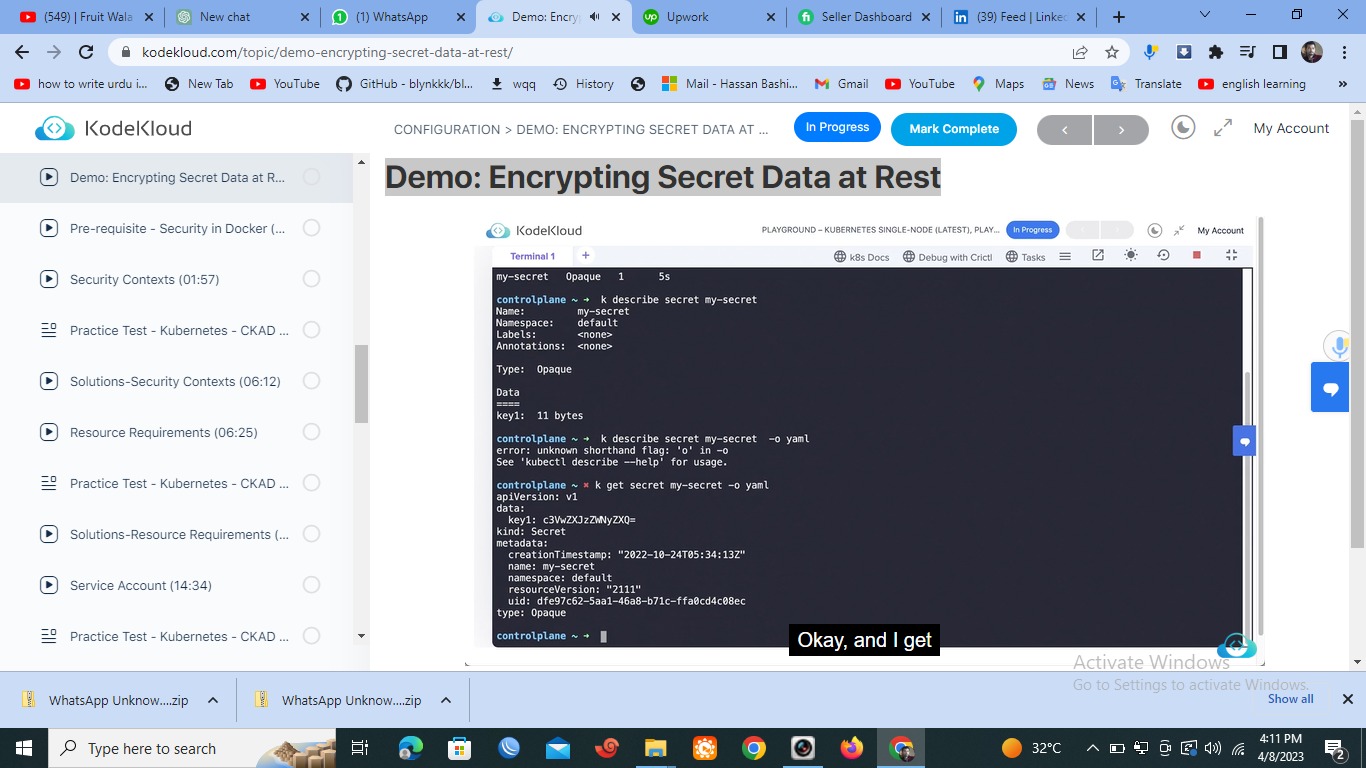 (549) | Fruit Wala
New chat
(1) WhatsApp
Demo: Encry
Upwork
Seller Dashboard
(39) Feed | Linke
kodekloud.com/topic/demo-encrypting-secret-data-at-rest/
how to write urdu i...
New Tab
YouTube
GitHub - blynkkk/bl...
wqq
History
Mail - Hassan Bashi...
Gmail
YouTube
Maps
News
Translate
english learning
»
KodeKloud
CONFIGURATION > DEMO: ENCRYPTING SECRET DATA AT ...
In Progress
Mark Complete
My Account
Demo: Encrypting Secret Data at R...
Pre-requisite - Security in Docker (...
Security Contexts (01:57)
Practice Test - Kubernetes - CKAD ...
Solutions-Security Contexts (06:12)
Resource Requirements (06:25)
Practice Test - Kubernetes - CKAD ...
Solutions-Resource Requirements (...
Service Account (14:34)
Practice Test - Kubernetes - CKAD ...
Demo: Encrypting Secret Data at Rest
KodeKloud
PLAYGROUND – KUBERNETES SINGLE-NODE (LATEST), PLAY...
In Progress
My Account
Terminal 1
+
k8s Docs
Debug with Crictl
Tasks
my-secret Opaque 1 5s
controlplane ~ ➜ k describe secret my-secret
Name: my-secret
Namespace: default
Labels: <none>
Annotations: <none>
Type: Opaque
Data
====
key1: 11 bytes
controlplane ~ ➜ k describe secret my-secret -o yaml
error: unknown shorthand flag: 'o' in -o
See 'kubectl describe --help' for usage.
controlplane ~ ✖ k get secret my-secret -o yaml
apiVersion: v1
data:
key1: c3VwZXJzZWNyZXQ=
kind: Secret
metadata:
creationTimestamp: "2022-10-24T05:34:13Z"
name: my-secret
namespace: default
resourceVersion: "2111"
uid: dfe97c62-5aa1-46a8-b71c-ffa0cd4c08ec
type: Opaque
controlplane ~ ➜
Okay, and I get
Activate Windows
Go to Settings to activate Windows.
WhatsApp Unknow....zip
WhatsApp Unknow....zip
Show all
Type here to search
32°C
4:11 PM
4/8/2023
2